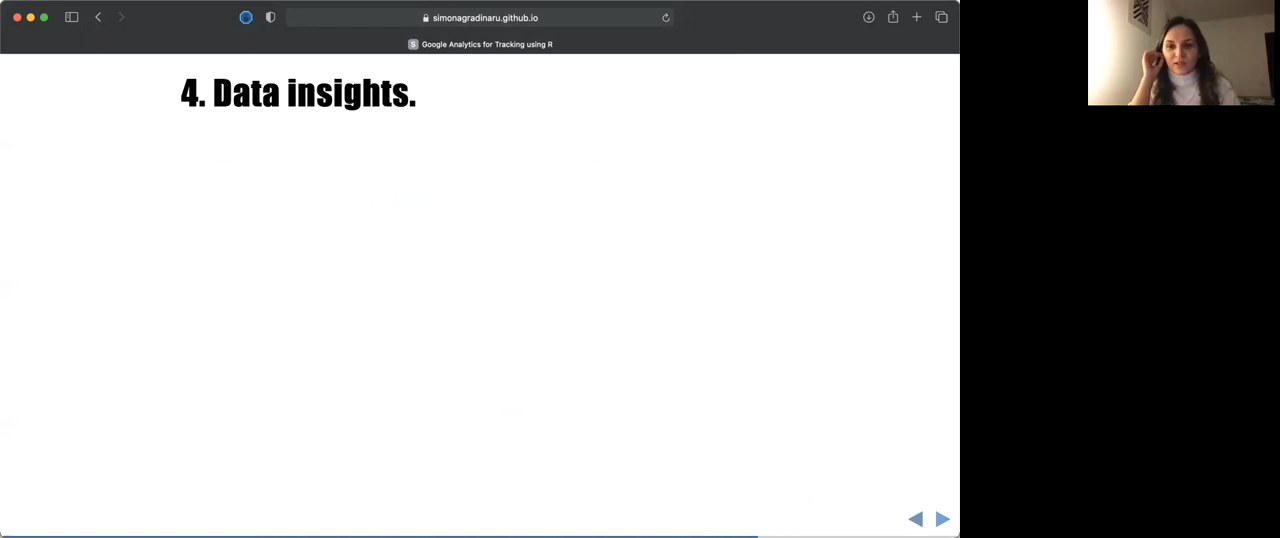 simonagradinaru.github.io
S Google Analytics for Tracking using R
4. Data insights.